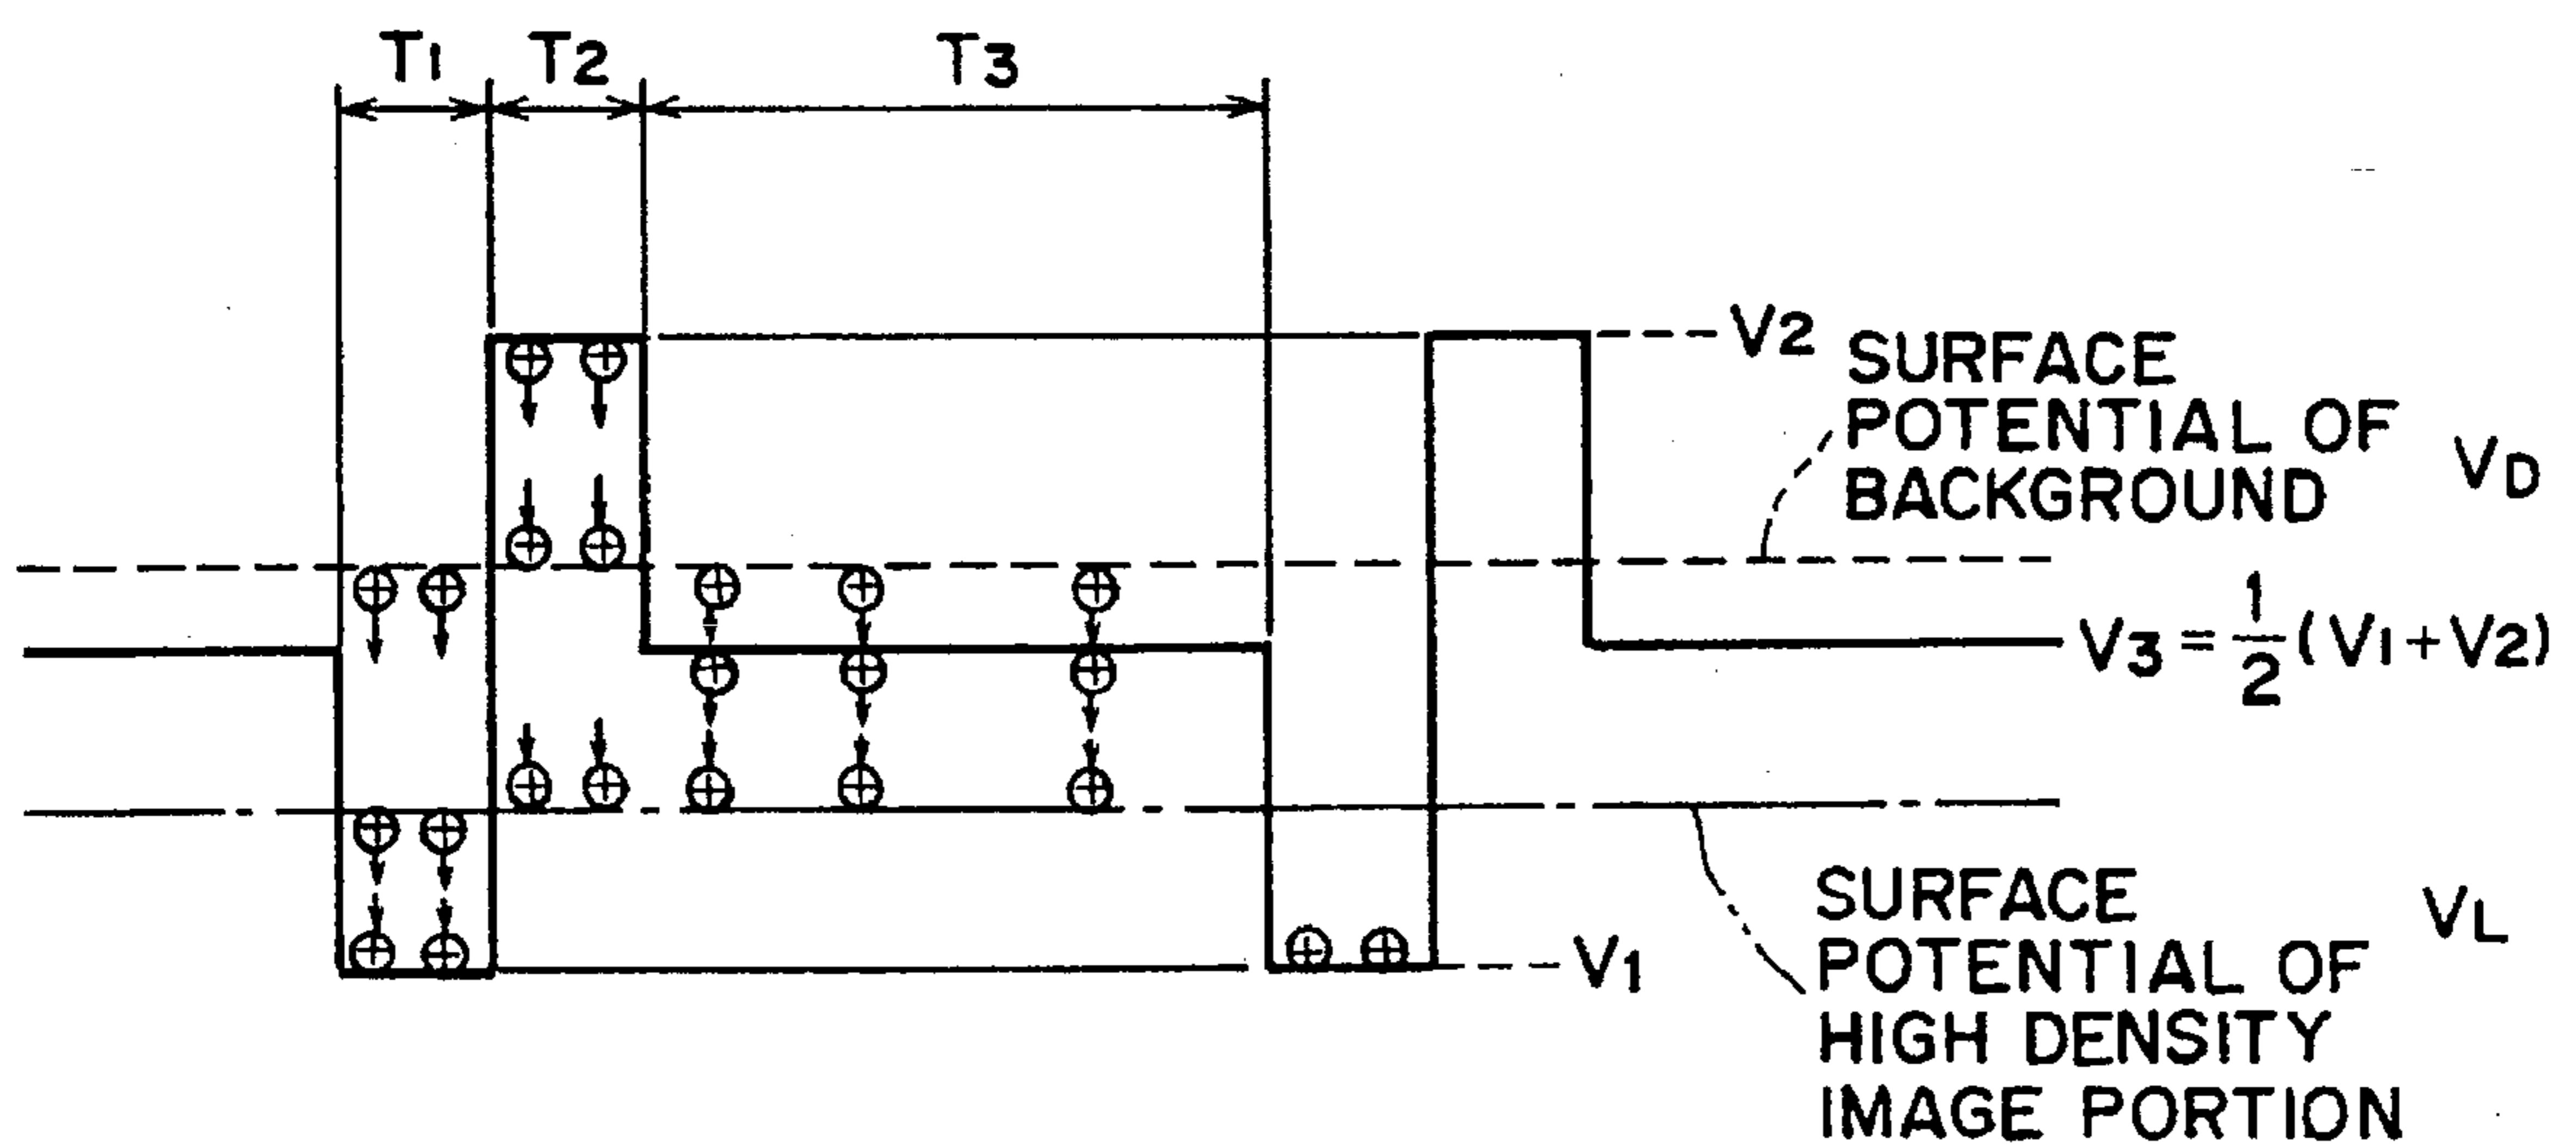 T1 T2 T3
V2
SURFACE
POTENTIAL OF
BACKGROUND
VD
V3 = 1/2 (V1+V2)
V1
SURFACE
POTENTIAL OF
HIGH DENSITY
IMAGE PORTION
VL